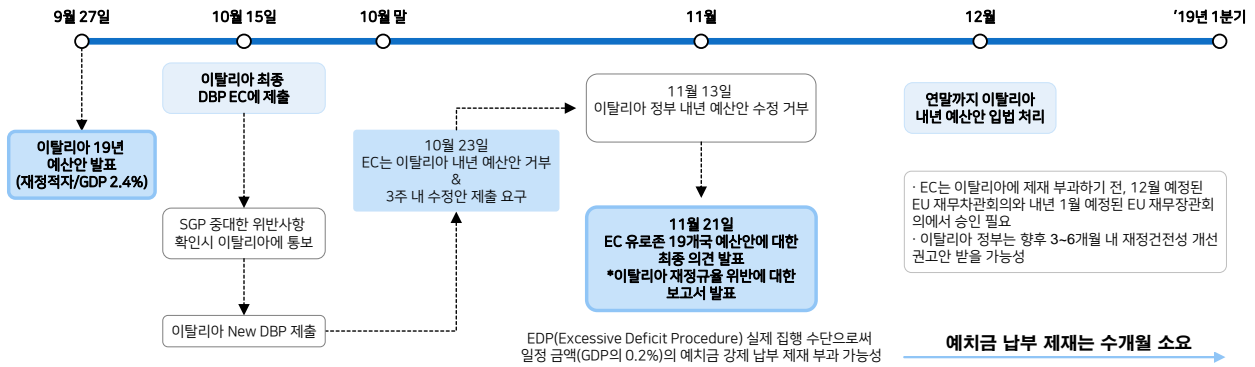 9월 27일
10월 15일
10월 말
11월
12월
'19년 1분기
이탈리아 19년
예산안 발표
(재정적자/GDP 2.4%)
이탈리아 최종
DBP EC에 제출
SGP 중대한 위반사항
확인시 이탈리아에 통보
이탈리아 New DBP 제출
10월 23일
EC는 이탈리아 내년 예산안 거부
&
3주 내 수정안 제출 요구
11월 13일
이탈리아 정부 내년 예산안 수정 거부
11월 21일
EC 유로존 19개국 예산안에 대한
최종 의견 발표
*이탈리아 재정규율 위반에 대한
보고서 발표
연말까지 이탈리아
내년 예산안 입법 처리
· EC는 이탈리아에 제재 부과하기 전, 12월 예정된
EU 재무차관회의와 내년 1월 예정된 EU 재무장관회
의에서 승인 필요
· 이탈리아 정부는 향후 3~6개월 내 재정건전성 개선
권고안 받을 가능성
EDP(Excessive Deficit Procedure) 실제 집행 수단으로써
일정 금액(GDP의 0.2%)의 예치금 강제 납부 제재 부과 가능성
예치금 납부 제재는 수개월 소요